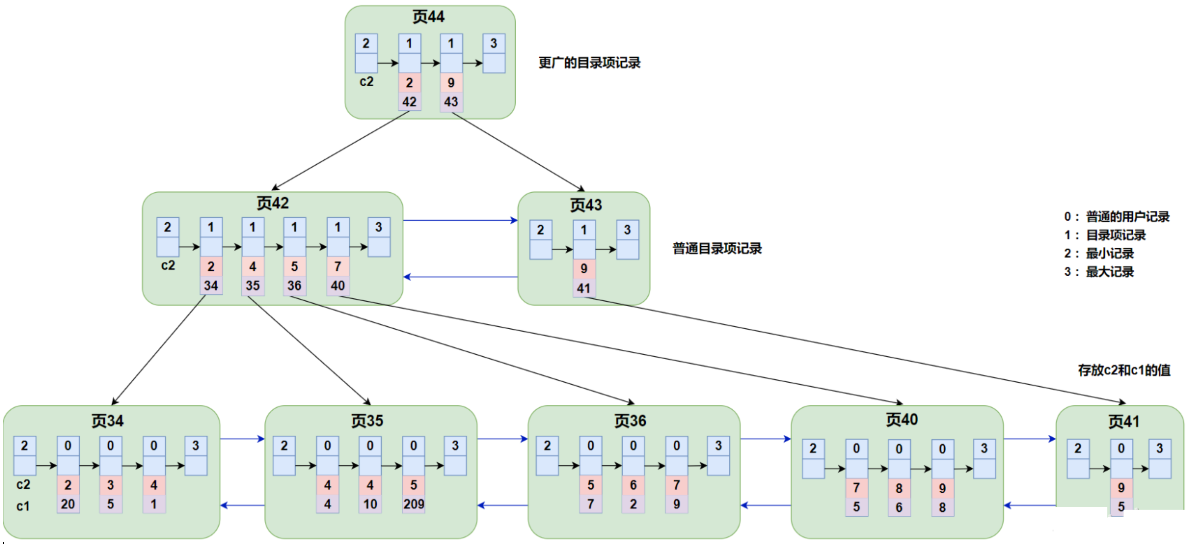 页44
2 1 1 3
更广的目录项记录
c2 2 9
42 43
页42 页43
2 1 1 1 1 3 2 1 3
0: 普通的用户记录
1: 目录项记录
普通目录项记录
2: 最小记录
c2 2 4 5 7 9
3: 最大记录
34 35 36 40 41
存放c2和c1的值
页34 页35 页36 页40 页41
2 0 0 0 3 2 0 0 0 3 2 0 0 0 3 2 0 0 0 3 2 0 3
c2 2 3 4 4 4 5 5 6 7 7 8 9 9
c1 20 5 1 4 10 209 7 2 9 5 6 8 5